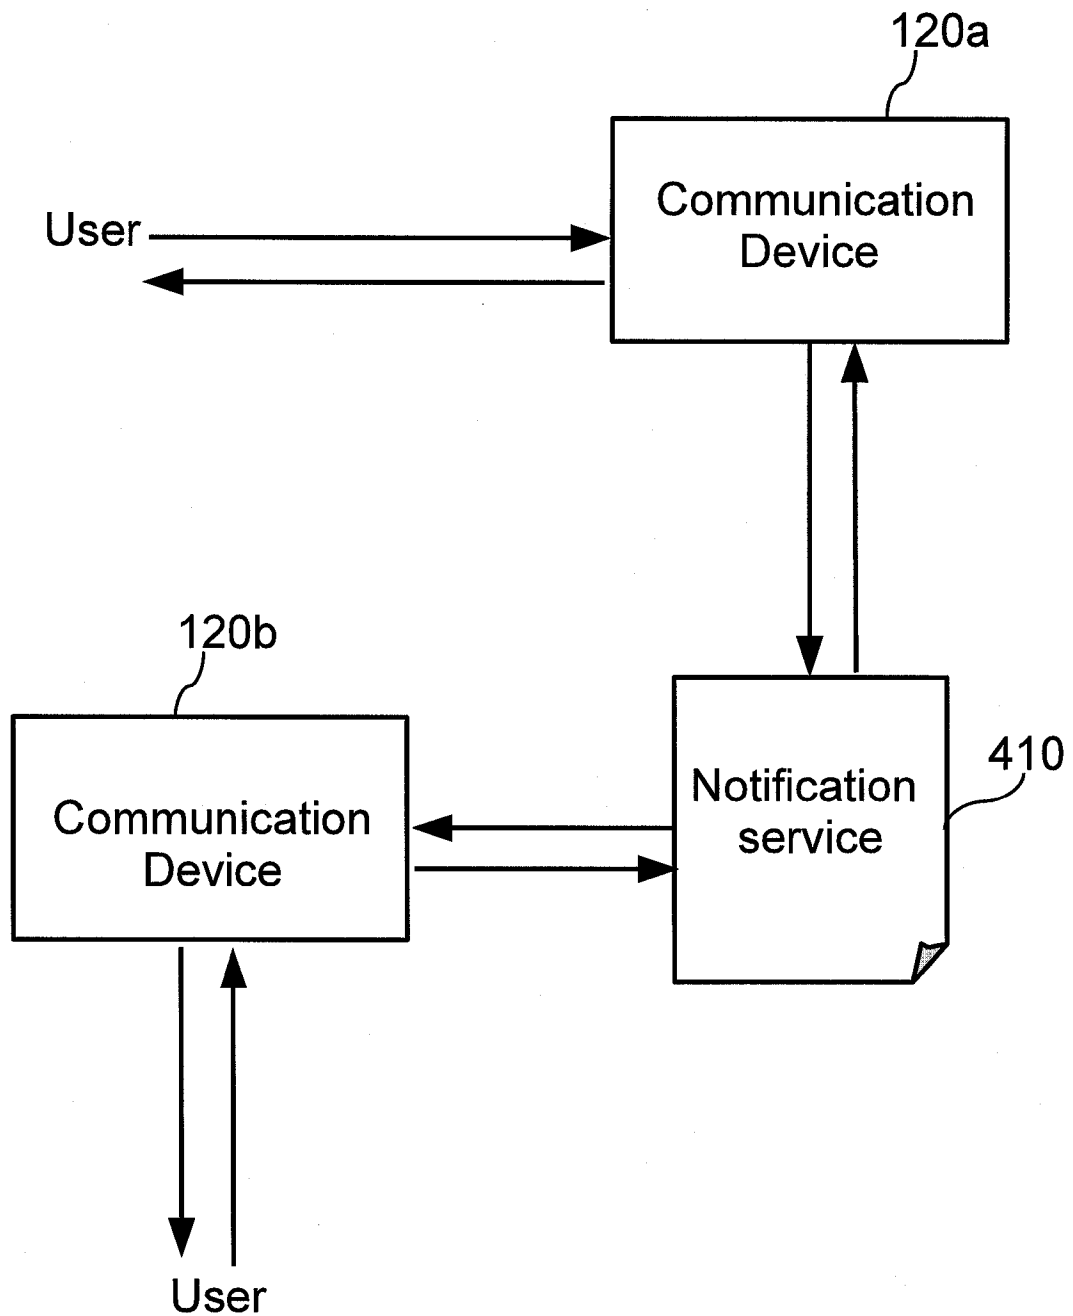 120a
Communication
Device
User
120b
Communication
Device
Notification
service
410
User